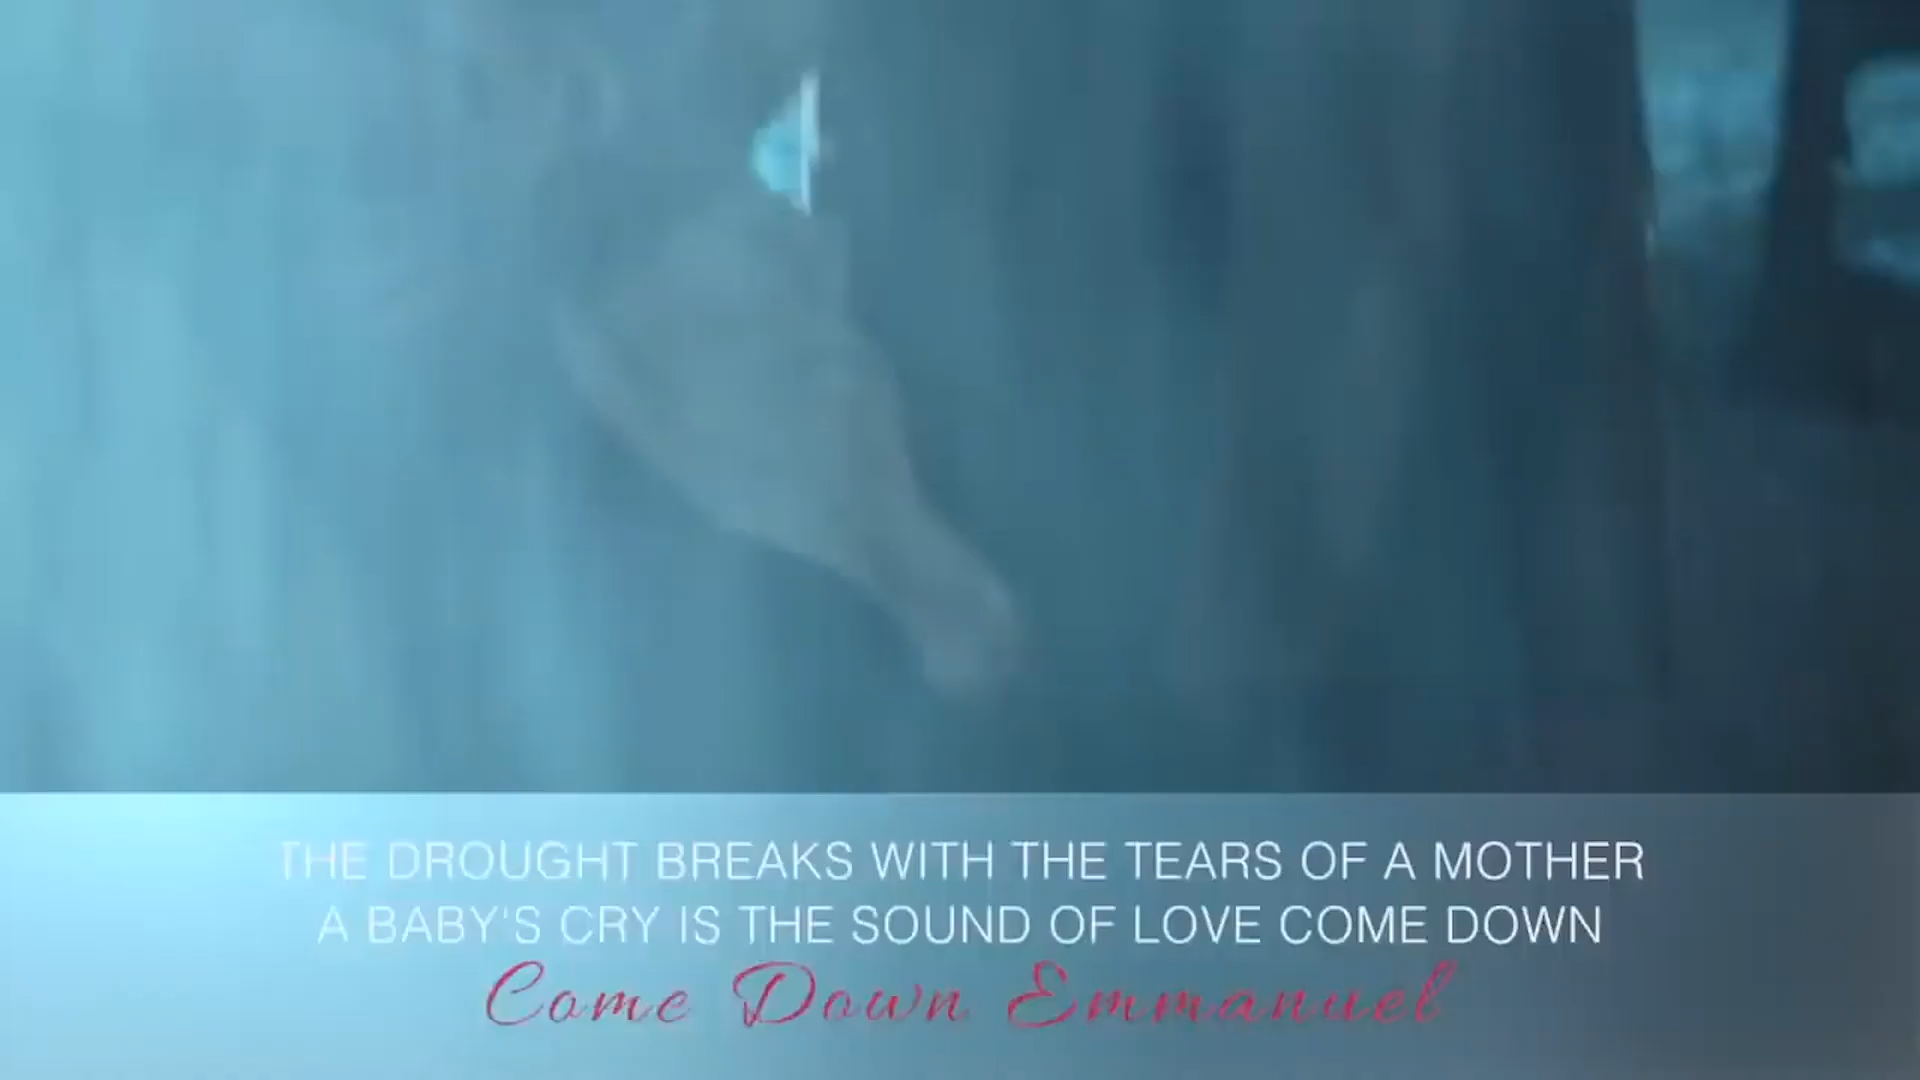 THE DROUGHT BREAKS WITH THE TEARS OF A MOTHER
A BABY'S CRY IS THE SOUND OF LOVE COME DOWN
Come Down Emmanuel